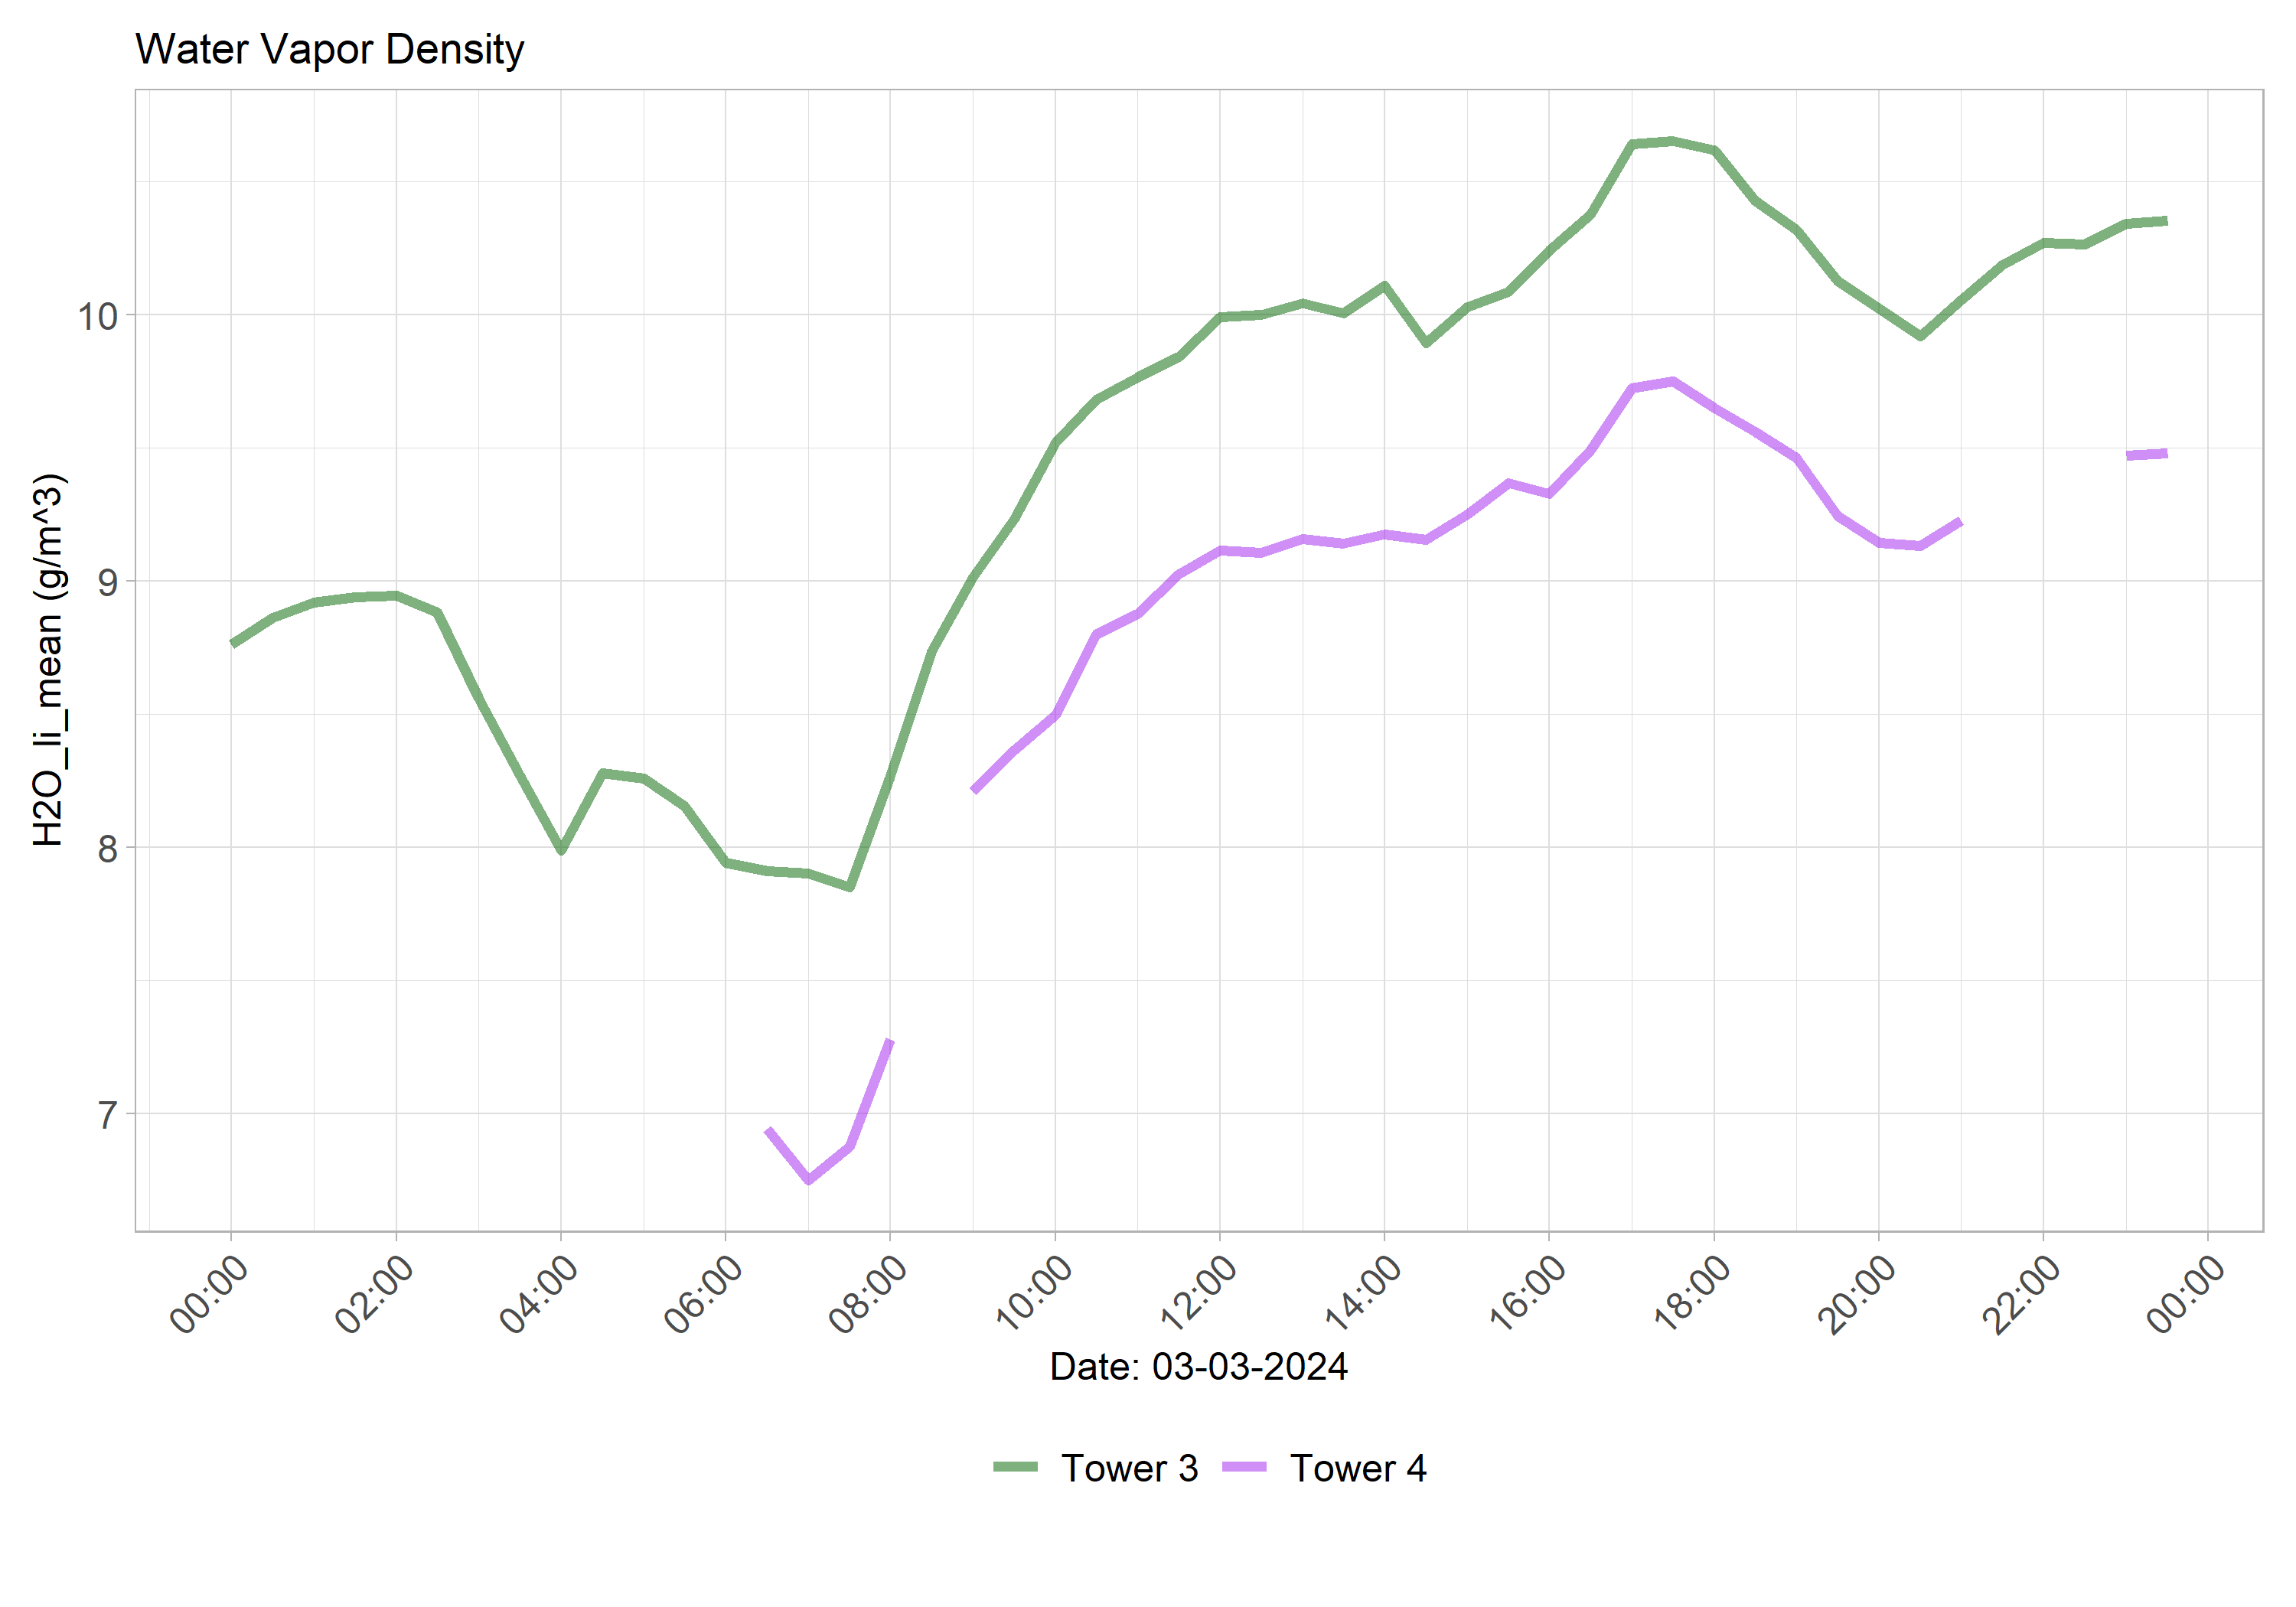 Water Vapor Density
H2O_li_mean (g/m^3)
10
9
8
7
00:00 02:00 04:00 06:00 08:00 10:00 12:00 14:00 16:00 18:00 20:00 22:00 00:00
Date: 03-03-2024
Tower 3 Tower 4